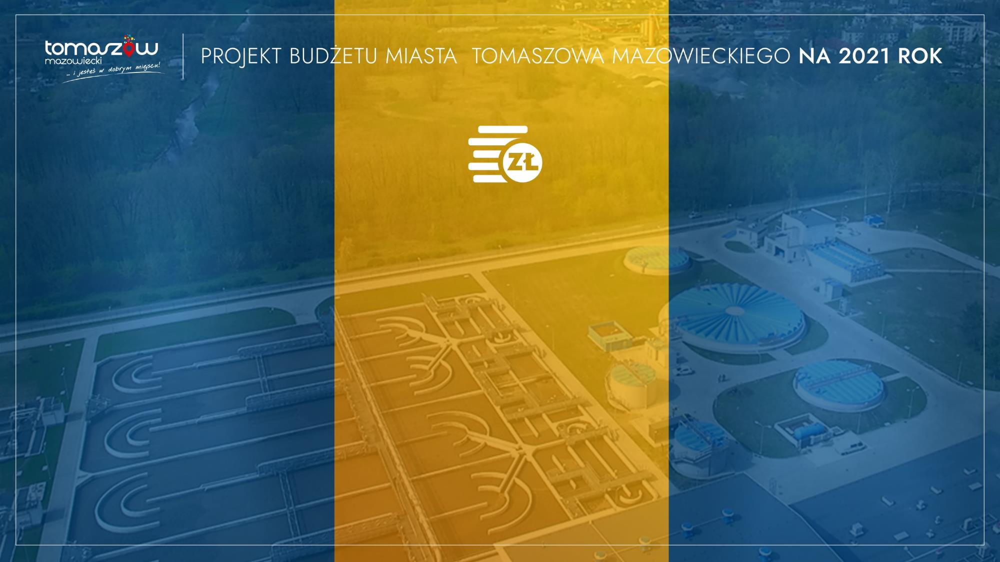 tomaszów
mazowiecki
... i jesteś w dobrym miejscu!
PROJEKT BUDŻETU MIASTA TOMASZOWA MAZOWIECKIEGO NA 2021 ROK
ZŁ